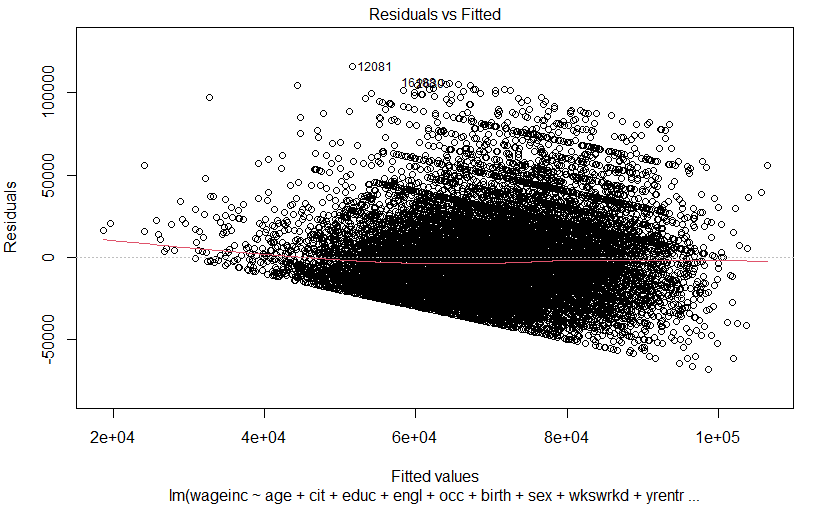 Residuals vs Fitted
Residuals
100000
50000
0
-50000
12081
2e+04 4e+04 6e+04 8e+04 1e+05
Fitted values
lm(wageinc ~ age + cit + educ + engl + occ + birth + sex + wkswrkd + yrentr ...